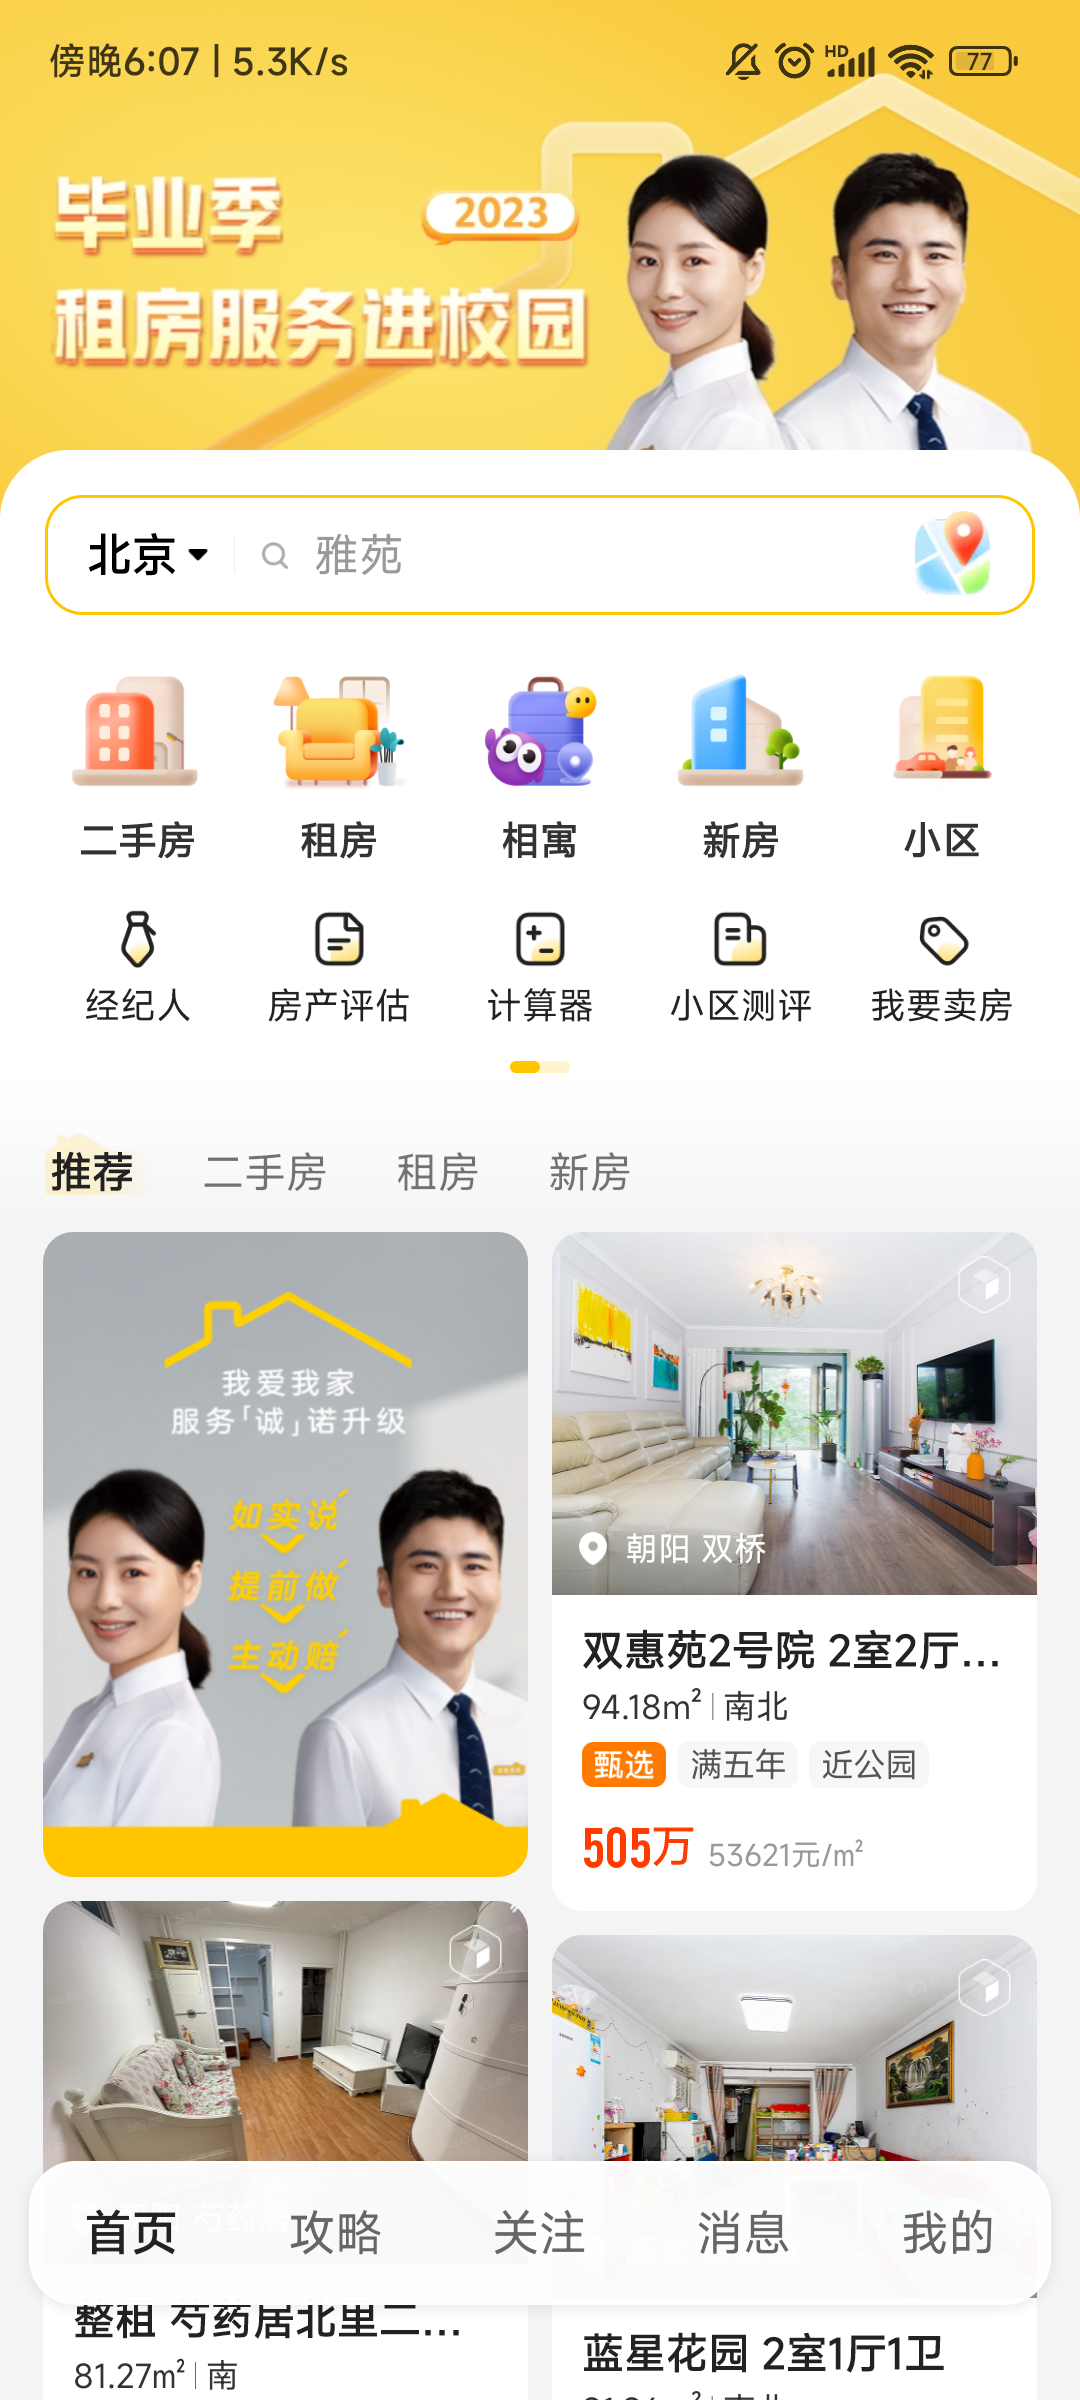 傍晚6:07 | 5.3K/s
HD
77
毕业季
2023
租房服务进校园
北京
雅苑
二手房
租房
相寓
新房
小区
经纪人
房产评估
计算器
小区测评
我要卖房
推荐
二手房
租房
新房
我爱我家
服务「诚」诺升级
如实说
提前做
主动赔
朝阳 双桥
双惠苑2号院 2室2厅...
94.18m² | 南北
甄选
满五年
近公园
505万 53621元/m²
首页
攻略
关注
消息
我的
整租 芍药居北里二...
81.27m² | 南
蓝星花园 2室1厅1卫